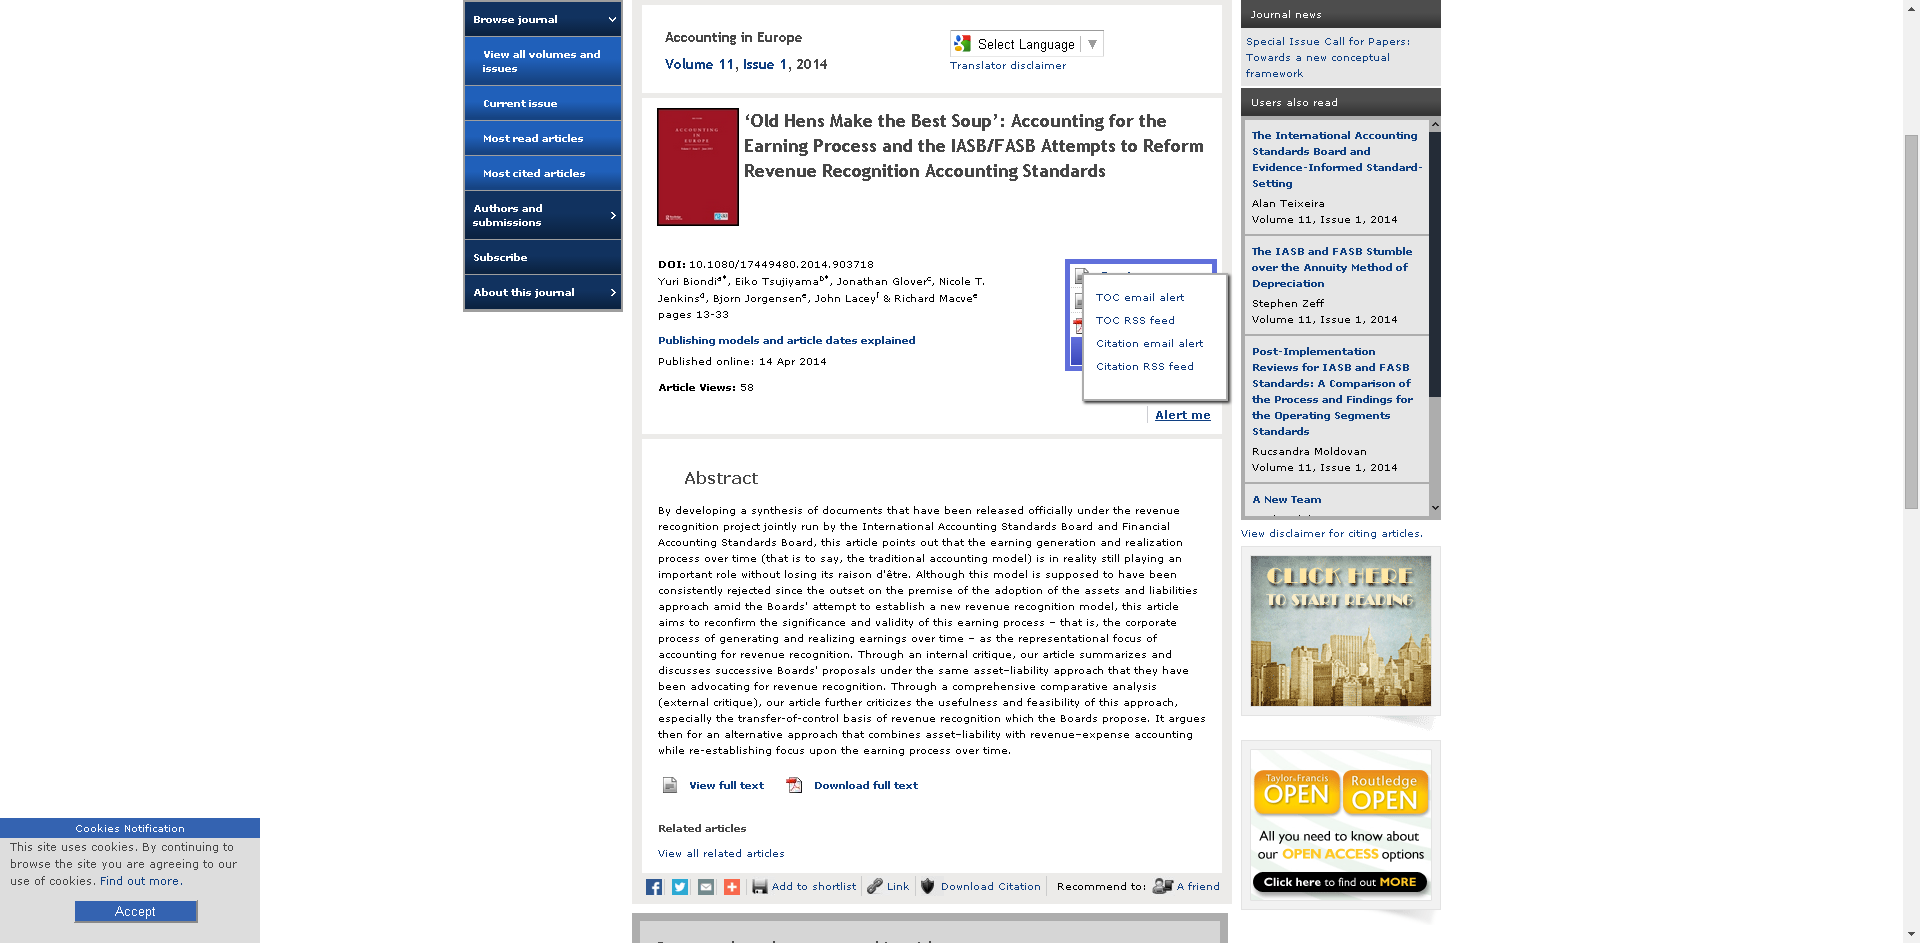 Browse journal
View all volumes and
issues
Current issue
Most read articles
Most cited articles
Authors and
submissions
Subscribe
About this journal
Accounting in Europe
Volume 11, Issue 1, 2014
Select Language
Translator disclaimer
ACCOUNTING
IN
EUROPE
‘Old Hens Make the Best Soup’: Accounting for the
Earning Process and the IASB/FASB Attempts to Reform
Revenue Recognition Accounting Standards
DOI: 10.1080/17449480.2014.903718
Yuri Biondiᵃ*, Eiko Tsujiyamaᵇ*, Jonathan Gloverᶜ, Nicole T.
Jenkinsᵈ, Bjorn Jorgensenᵉ, John Laceyᶠ & Richard Macveᵉ
pages 13-33
Publishing models and article dates explained
Published online: 14 Apr 2014
Article Views: 58
TOC email alert
TOC RSS feed
Citation email alert
Citation RSS feed
Alert me
Abstract
By developing a synthesis of documents that have been released officially under the revenue
recognition project jointly run by the International Accounting Standards Board and Financial
Accounting Standards Board, this article points out that the earning generation and realization
process over time (that is to say, the traditional accounting model) is in reality still playing an
important role without losing its raison d'être. Although this model is supposed to have been
consistently rejected since the outset on the premise of the adoption of the assets and liabilities
approach amid the Boards' attempt to establish a new revenue recognition model, this article
aims to reconfirm the significance and validity of this earning process – that is, the corporate
process of generating and realizing earnings over time – as the representational focus of
accounting for revenue recognition. Through an internal critique, our article summarizes and
discusses successive Boards' proposals under the same asset–liability approach that they have
been advocating for revenue recognition. Through a comprehensive comparative analysis
(external critique), our article further criticizes the usefulness and feasibility of this approach,
especially the transfer-of-control basis of revenue recognition which the Boards propose. It argues
then for an alternative approach that combines asset–liability with revenue–expense accounting
while re-establishing focus upon the earning process over time.
View full text
Download full text
Related articles
View all related articles
Add to shortlist
Link
Download Citation
Recommend to:
A friend
Journal news
Special Issue Call for Papers:
Towards a new conceptual
framework
Users also read
The International Accounting
Standards Board and
Evidence-Informed Standard-
Setting
Alan Teixeira
Volume 11, Issue 1, 2014
The IASB and FASB Stumble
over the Annuity Method of
Depreciation
Stephen Zeff
Volume 11, Issue 1, 2014
Post-Implementation
Reviews for IASB and FASB
Standards: A Comparison of
the Process and Findings for
the Operating Segments
Standards
Rucsandra Moldovan
Volume 11, Issue 1, 2014
A New Team
View disclaimer for citing articles.
CLICK HERE
TO START READING
Taylor & Francis
OPEN
Routledge
OPEN
All you need to know about
our OPEN ACCESS options
Click here to find out MORE
Cookies Notification
This site uses cookies. By continuing to
browse the site you are agreeing to our
use of cookies. Find out more.
Accept